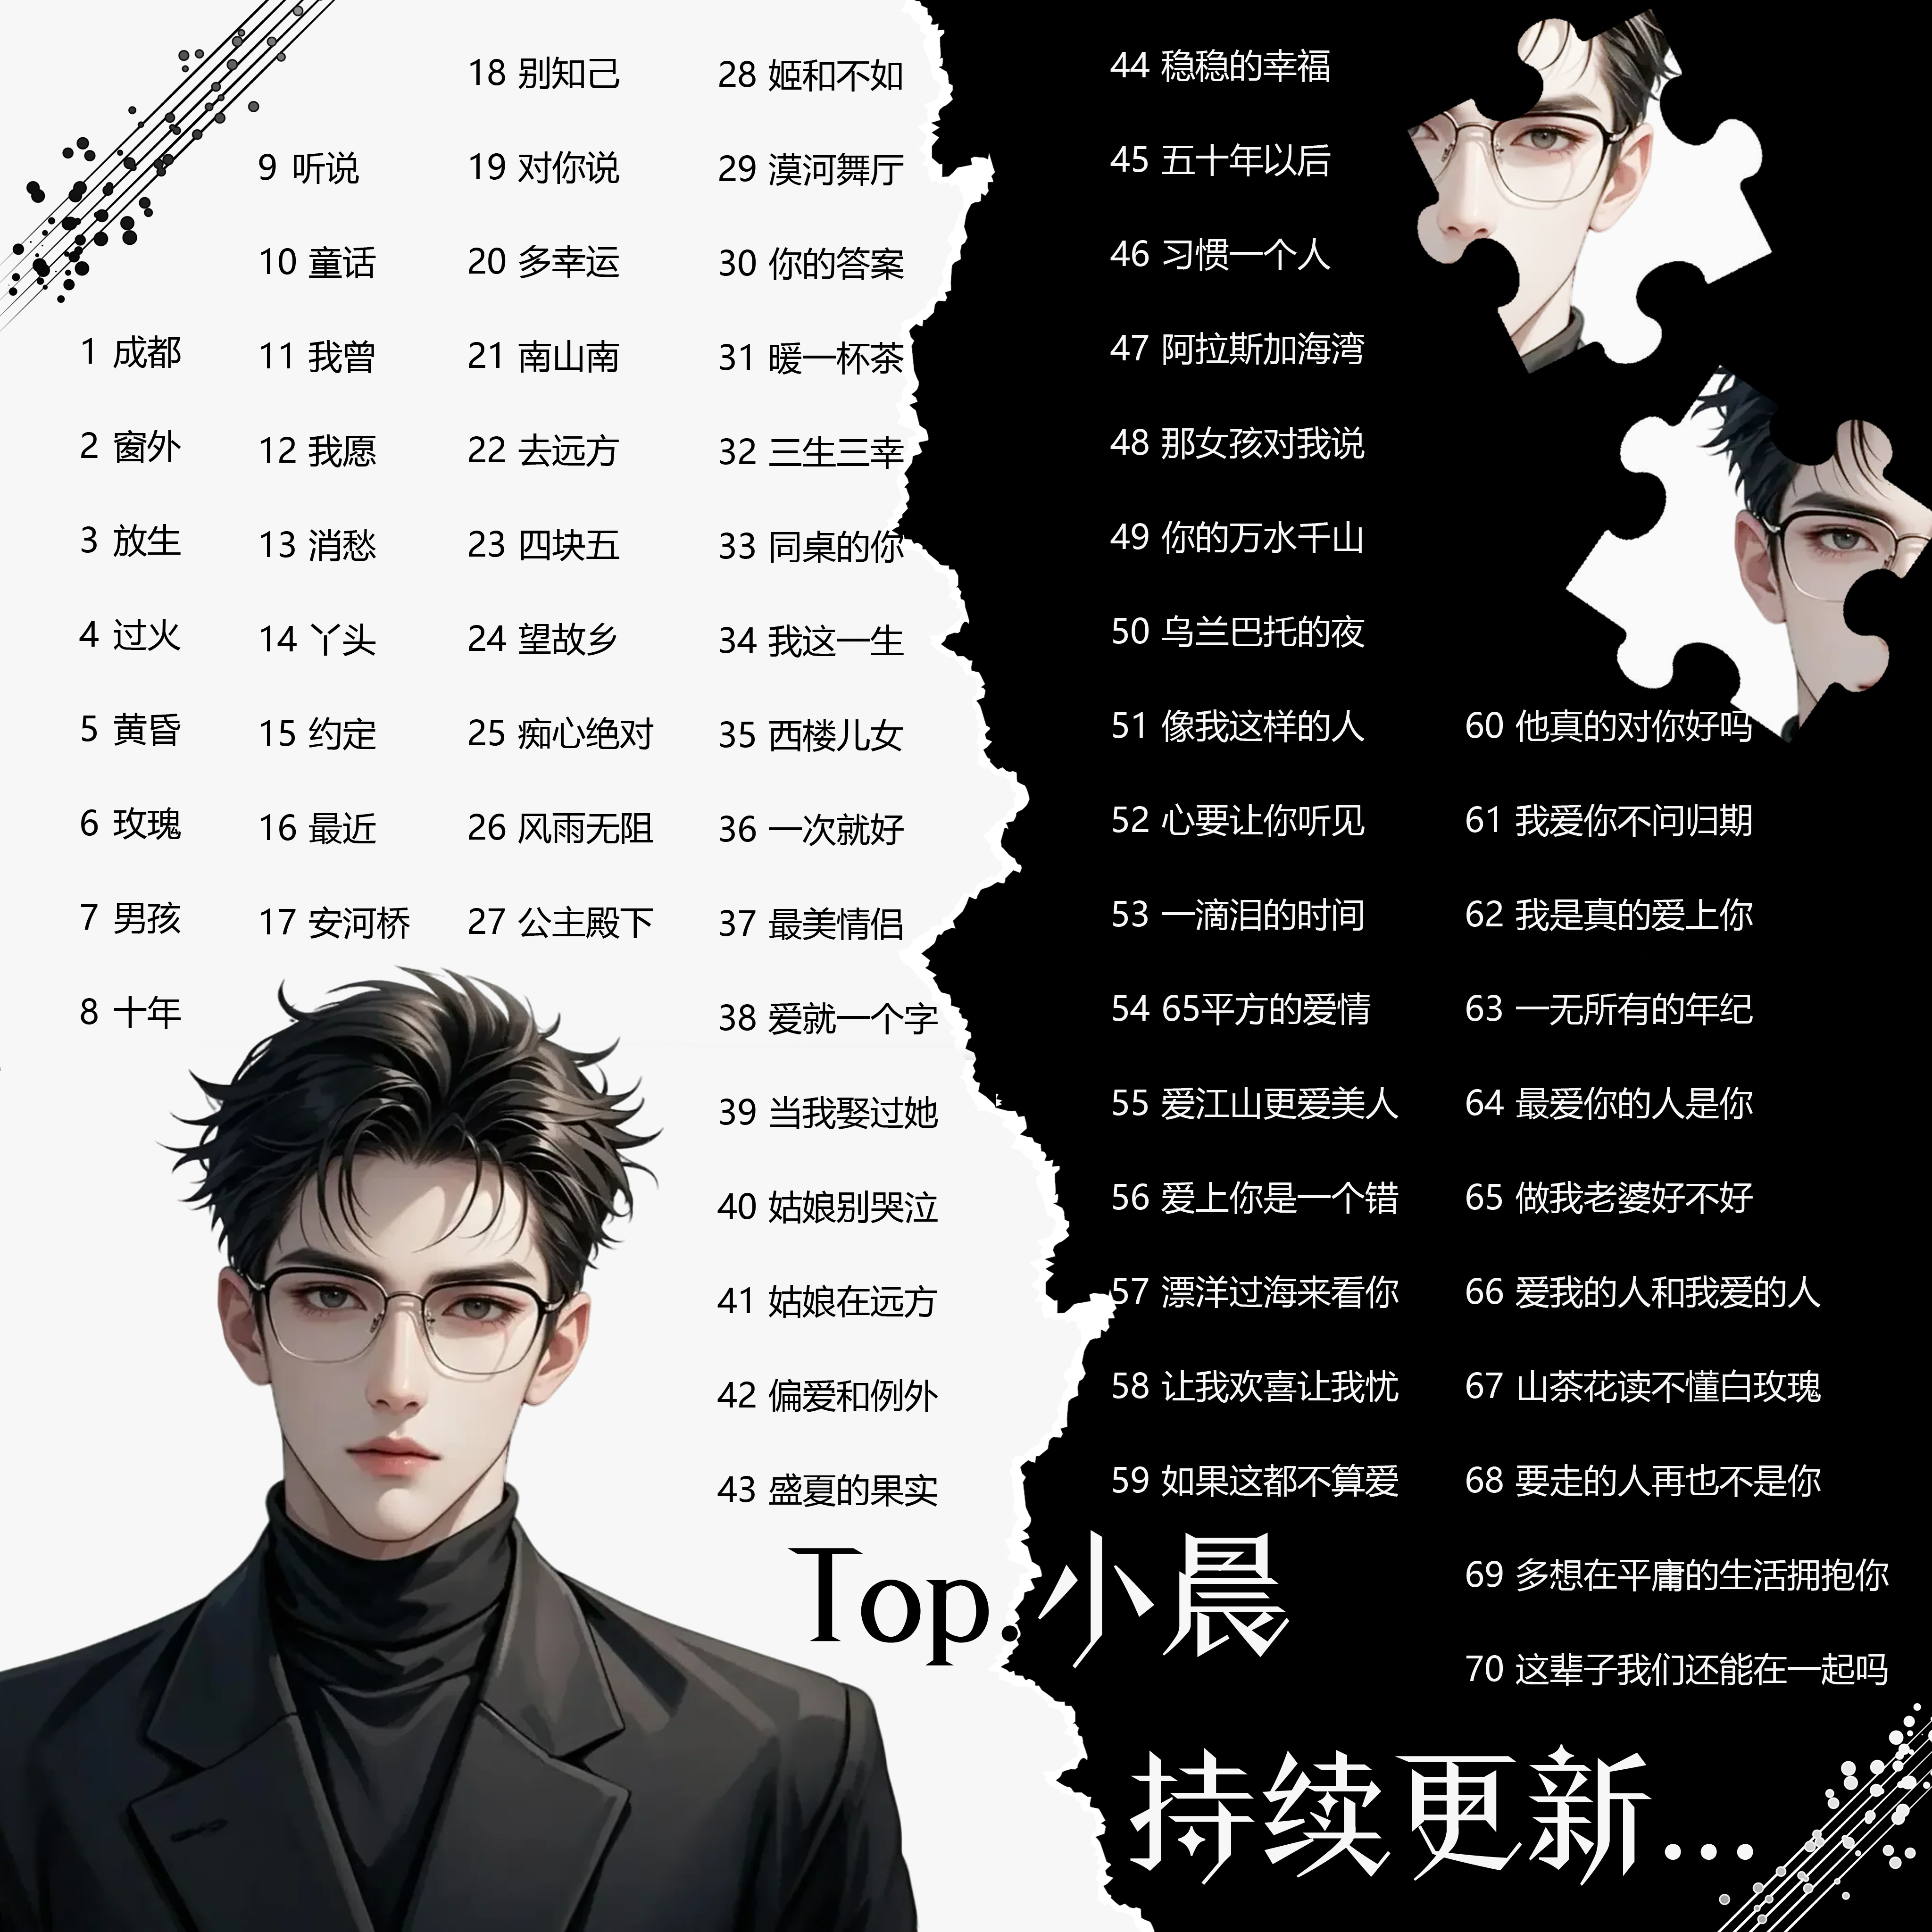 1 成都
2 窗外
3 放生
4 过火
5 黄昏
6 玫瑰
7 男孩
8 十年
9 听说
10 童话
11 我曾
12 我愿
13 消愁
14 丫头
15 约定
16 最近
17 安河桥
18 别知己
19 对你说
20 多幸运
21 南山南
22 去远方
23 四块五
24 望故乡
25 痴心绝对
26 风雨无阻
27 公主殿下
28 姬和不如
29 漠河舞厅
30 你的答案
31 暖一杯茶
32 三生三幸
33 同桌的你
34 我这一生
35 西楼儿女
36 一次就好
37 最美情侣
38 爱就一个字
39 当我娶过她
40 姑娘别哭泣
41 姑娘在远方
42 偏爱和例外
43 盛夏的果实
44 稳稳的幸福
45 五十年以后
46 习惯一个人
47 阿拉斯加海湾
48 那女孩对我说
49 你的万水千山
50 乌兰巴托的夜
51 像我这样的人
52 心要让你听见
53 一滴泪的时间
54 65平方的爱情
55 爱江山更爱美人
56 爱上你是一个错
57 漂洋过海来看你
58 让我欢喜让我忧
59 如果这都不算爱
60 他真的对你好吗
61 我爱你不问归期
62 我是真的爱上你
63 一无所有的年纪
64 最爱你的人是你
65 做我老婆好不好
66 爱我的人和我爱的人
67 山茶花读不懂白玫瑰
68 要走的人再也不是你
69 多想在平庸的生活拥抱你
70 这辈子我们还能在一起吗
Top.小晨
持续更新...